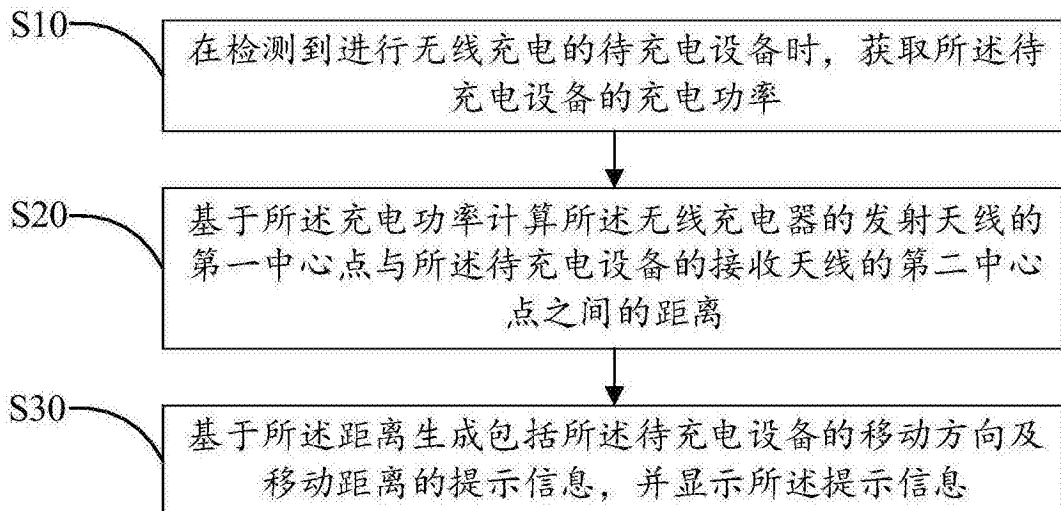 S10
在检测到进行无线充电的待充电设备时，获取所述待
充电设备的充电功率
S20
基于所述充电功率计算所述无线充电器的发射天线的
第一中心点与所述待充电设备的接收天线的第二中心
点之间的距离
S30
基于所述距离生成包括所述待充电设备的移动方向及
移动距离的提示信息，并显示所述提示信息